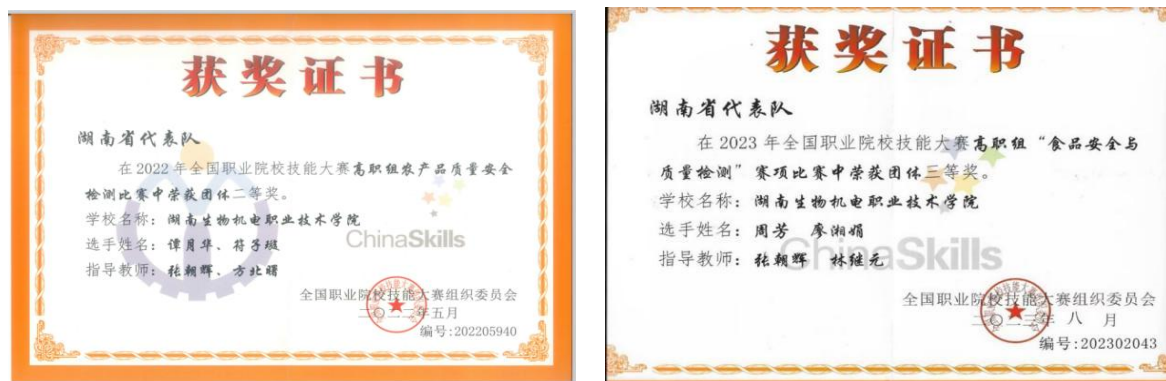 获奖证书
湖南省代表队
在 2022 年全国职业院校技能大赛高职组农产品质量安全
检测比赛中荣获团体二等奖。
学校名称：湖南生物机电职业技术学院
选手姓名：谭月华、符子璇
指导教师：张朝辉、方北曙
ChinaSkills
全国职业院校技能大赛组织委员会
二〇二二年五月
编号:202205940
获奖证书
湖南省代表队
在 2023 年全国职业院校技能大赛高职组“食品安全与
质量检测”赛项比赛中荣获团体三等奖。
学校名称：湖南生物机电职业技术学院
选手姓名：周芳 廖湘娟
指导教师：张朝辉 林继元
ChinaSkills
全国职业院校技能大赛组织委员会
二〇二三年 八 月
编号:202302043